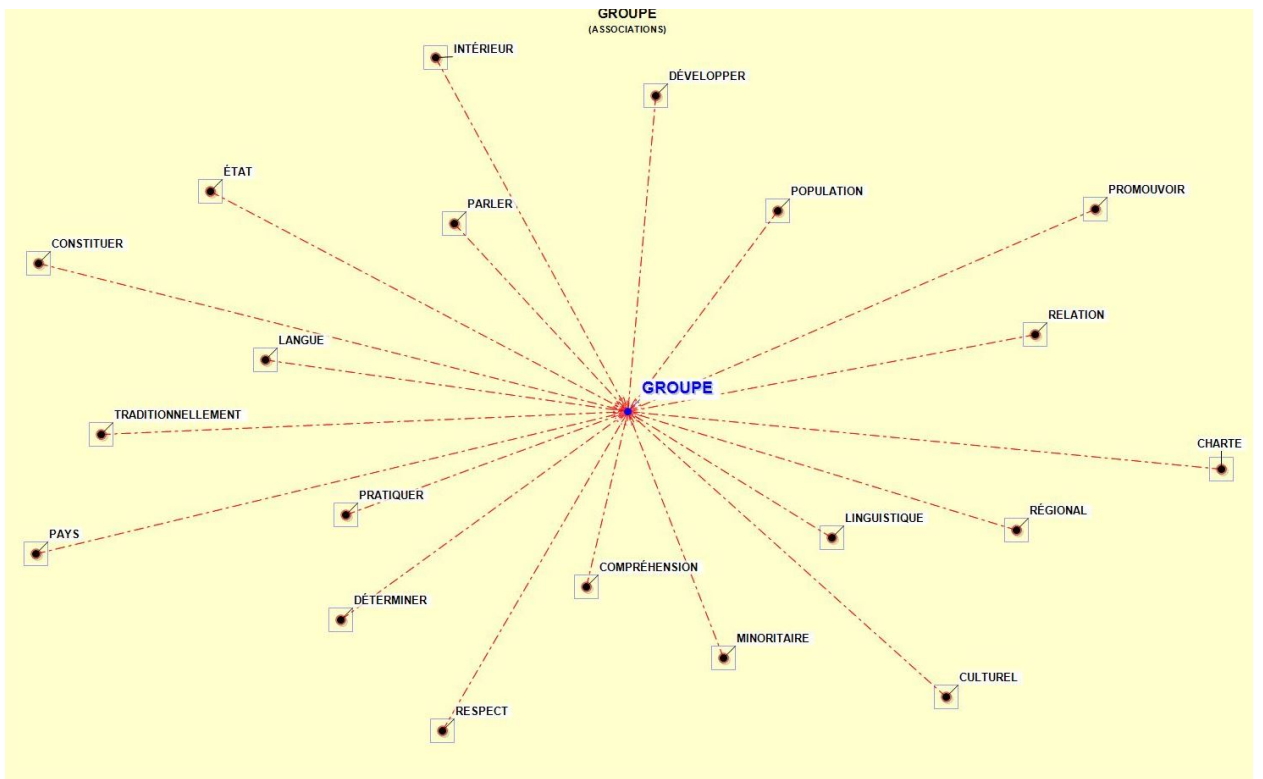 GROUPE
(ASSOCIATIONS)
INTÉRIEUR
DÉVELOPPER
ÉTAT
PARLER
POPULATION
PROMOUVOIR
CONSTITUER
RELATION
LANGUE
GROUPE
TRADITIONNELLEMENT
CHARTE
PRATIQUER
LINGUISTIQUE
RÉGIONAL
PAYS
COMPRÉHENSION
DÉTERMINER
MINORITAIRE
CULTUREL
RESPECT